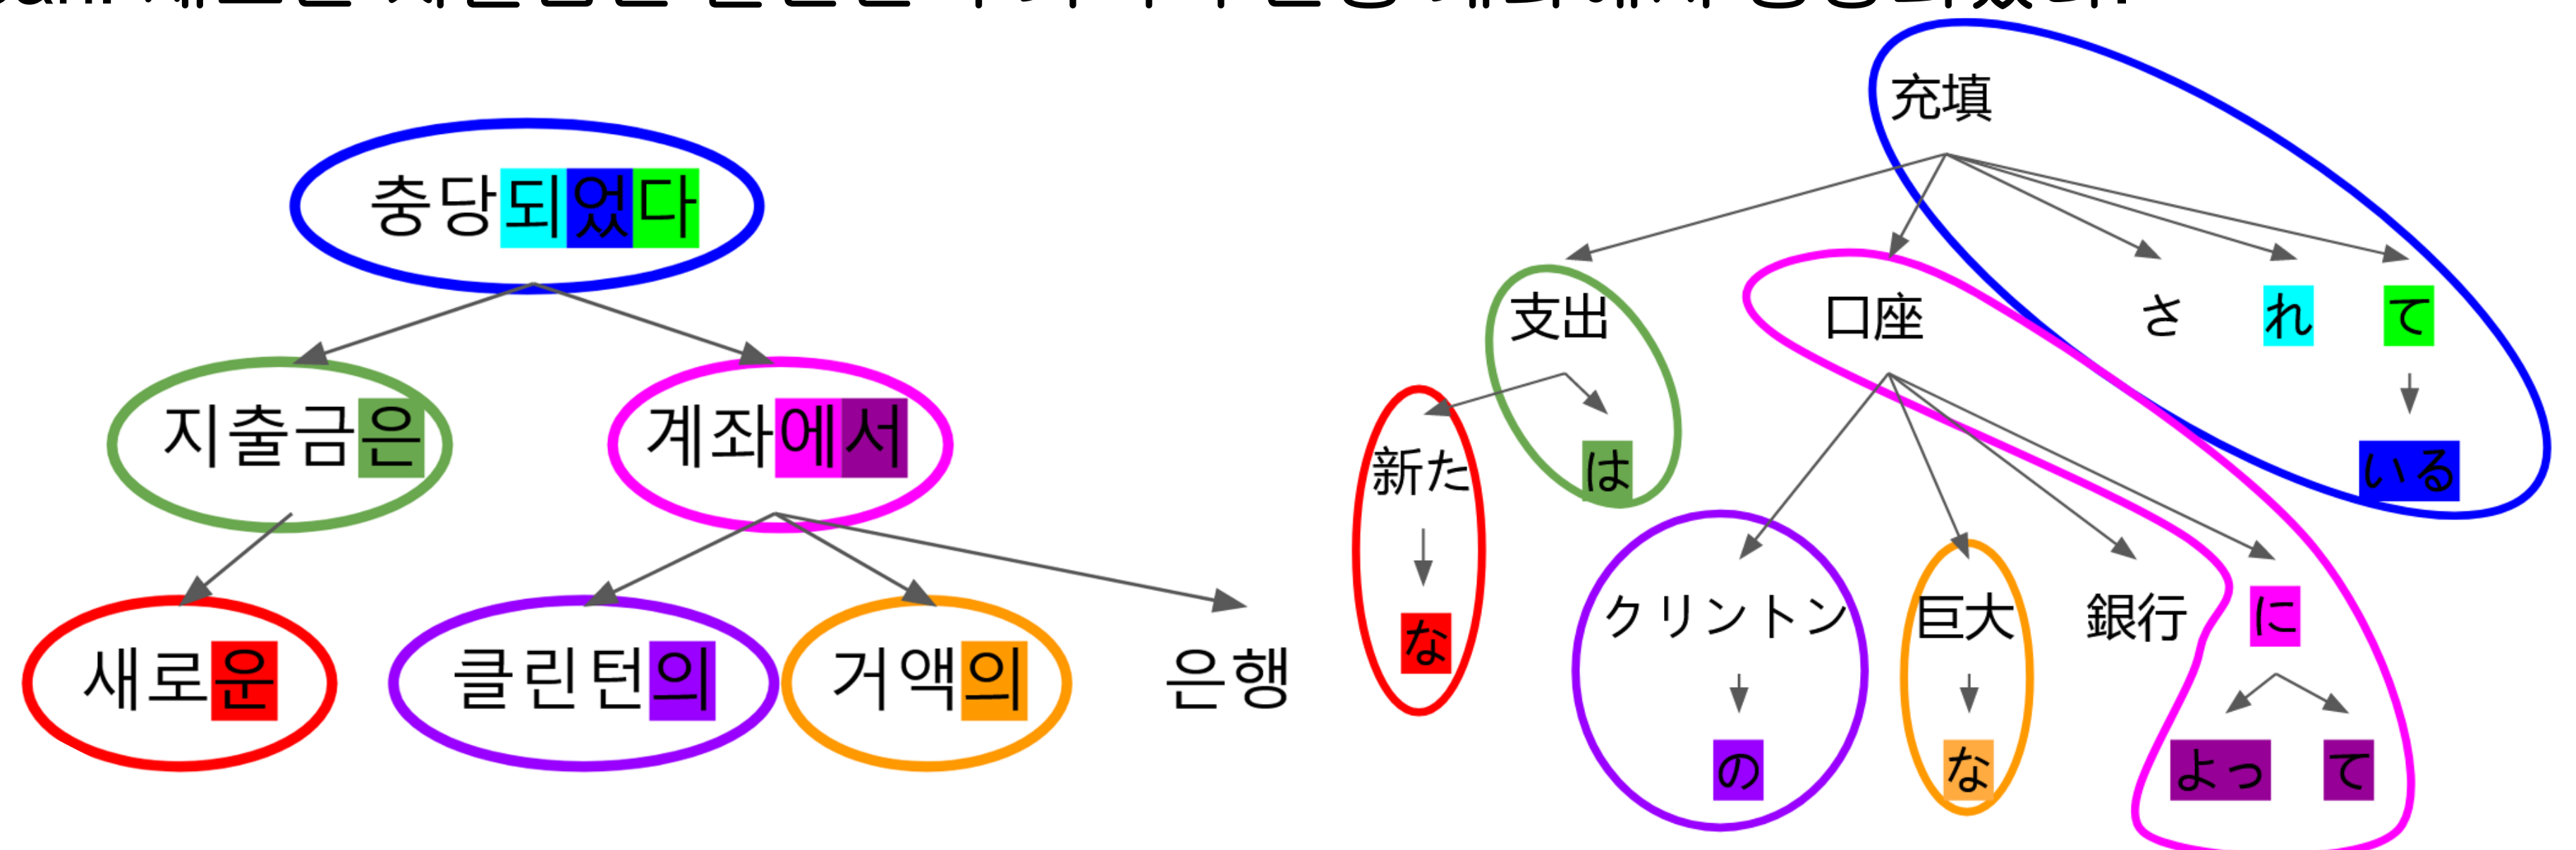 충당되었다
지출금은 계좌에서
새로운 클린턴의 거액의 은행
充填
支出 口座 さ れ て
新た は いる
な クリントン 巨大 銀行 に
の な よっ て